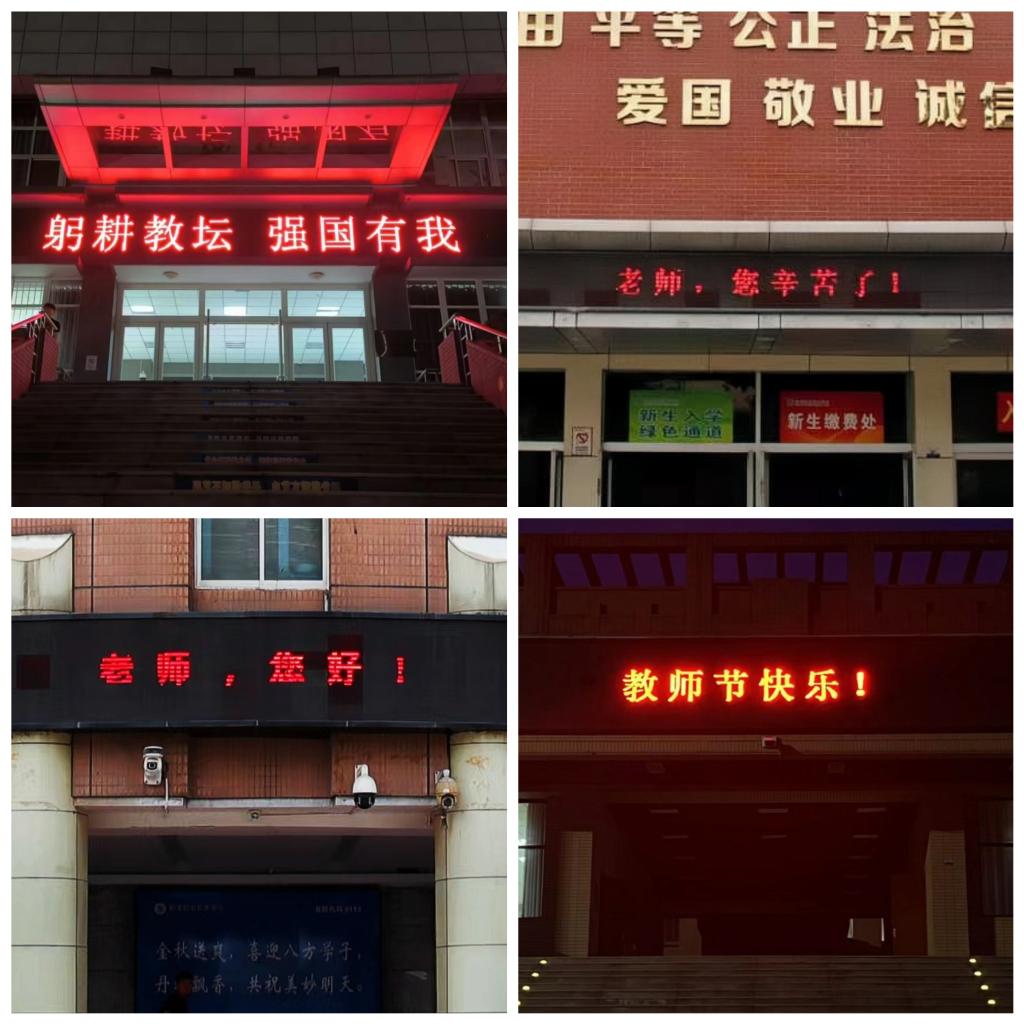 躬耕教坛 强国有我
由 平等 公正 法治
爱国 敬业 诚信
老师，您辛苦了！
新生入学
绿色通道
新生缴费处
老师，您好！
金秋送爽，喜迎八方学子，
丹桂飘香，共祝美妙明天。
教师节快乐！